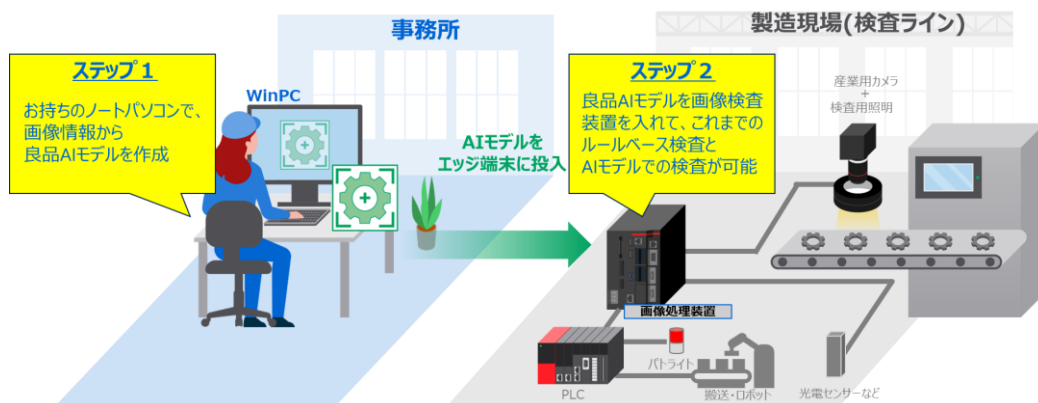 事務所
製造現場(検査ライン)
ステップ１
お持ちのノートパソコンで、
画像情報から
良品AIモデルを作成
WinPC
AIモデルを
エッジ端末に投入
ステップ２
良品AIモデルを画像検査
装置を入れて、これまでの
ルールベース検査と
AIモデルでの検査が可能
産業用カメラ
+
検査用照明
画像処理装置
PLC
パトライト
搬送・ロボット
光電センサーなど